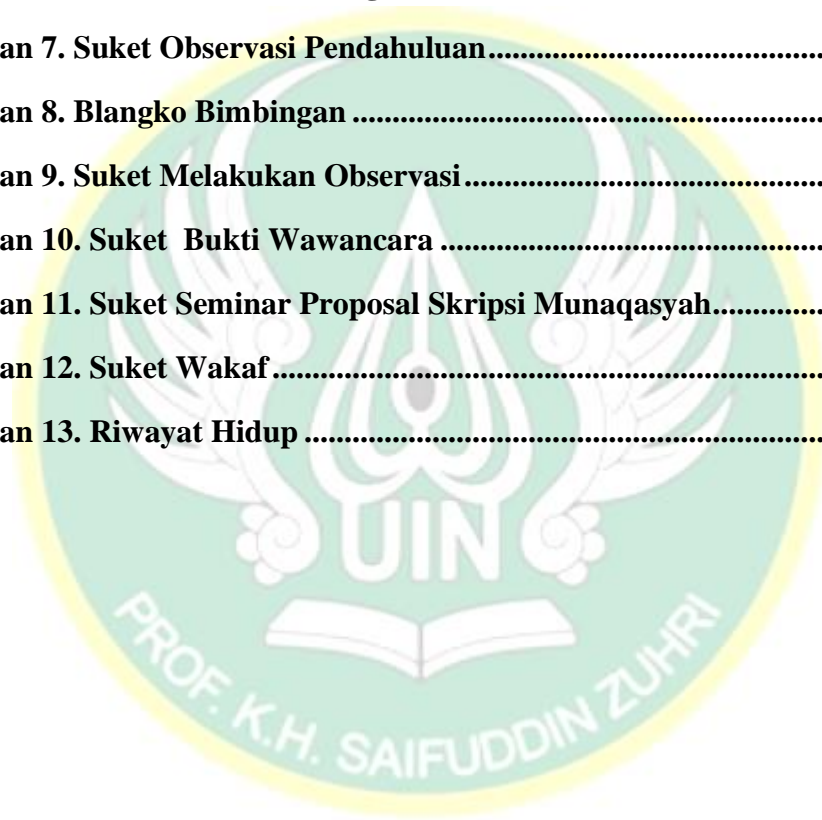 an 7. Suket Observasi Pendahuluan.......................................
an 8. Blangko Bimbingan........................................................
an 9. Suket Melakukan Observasi..........................................
an 10. Suket  Bukti Wawancara .............................................
an 11. Suket Seminar Proposal Skripsi Munaqasyah..............
an 12. Suket Wakaf..................................................................
an 13. Riwayat Hidup ..............................................................
UIN
PROF. K.H. SAIFUDDIN ZUHRI